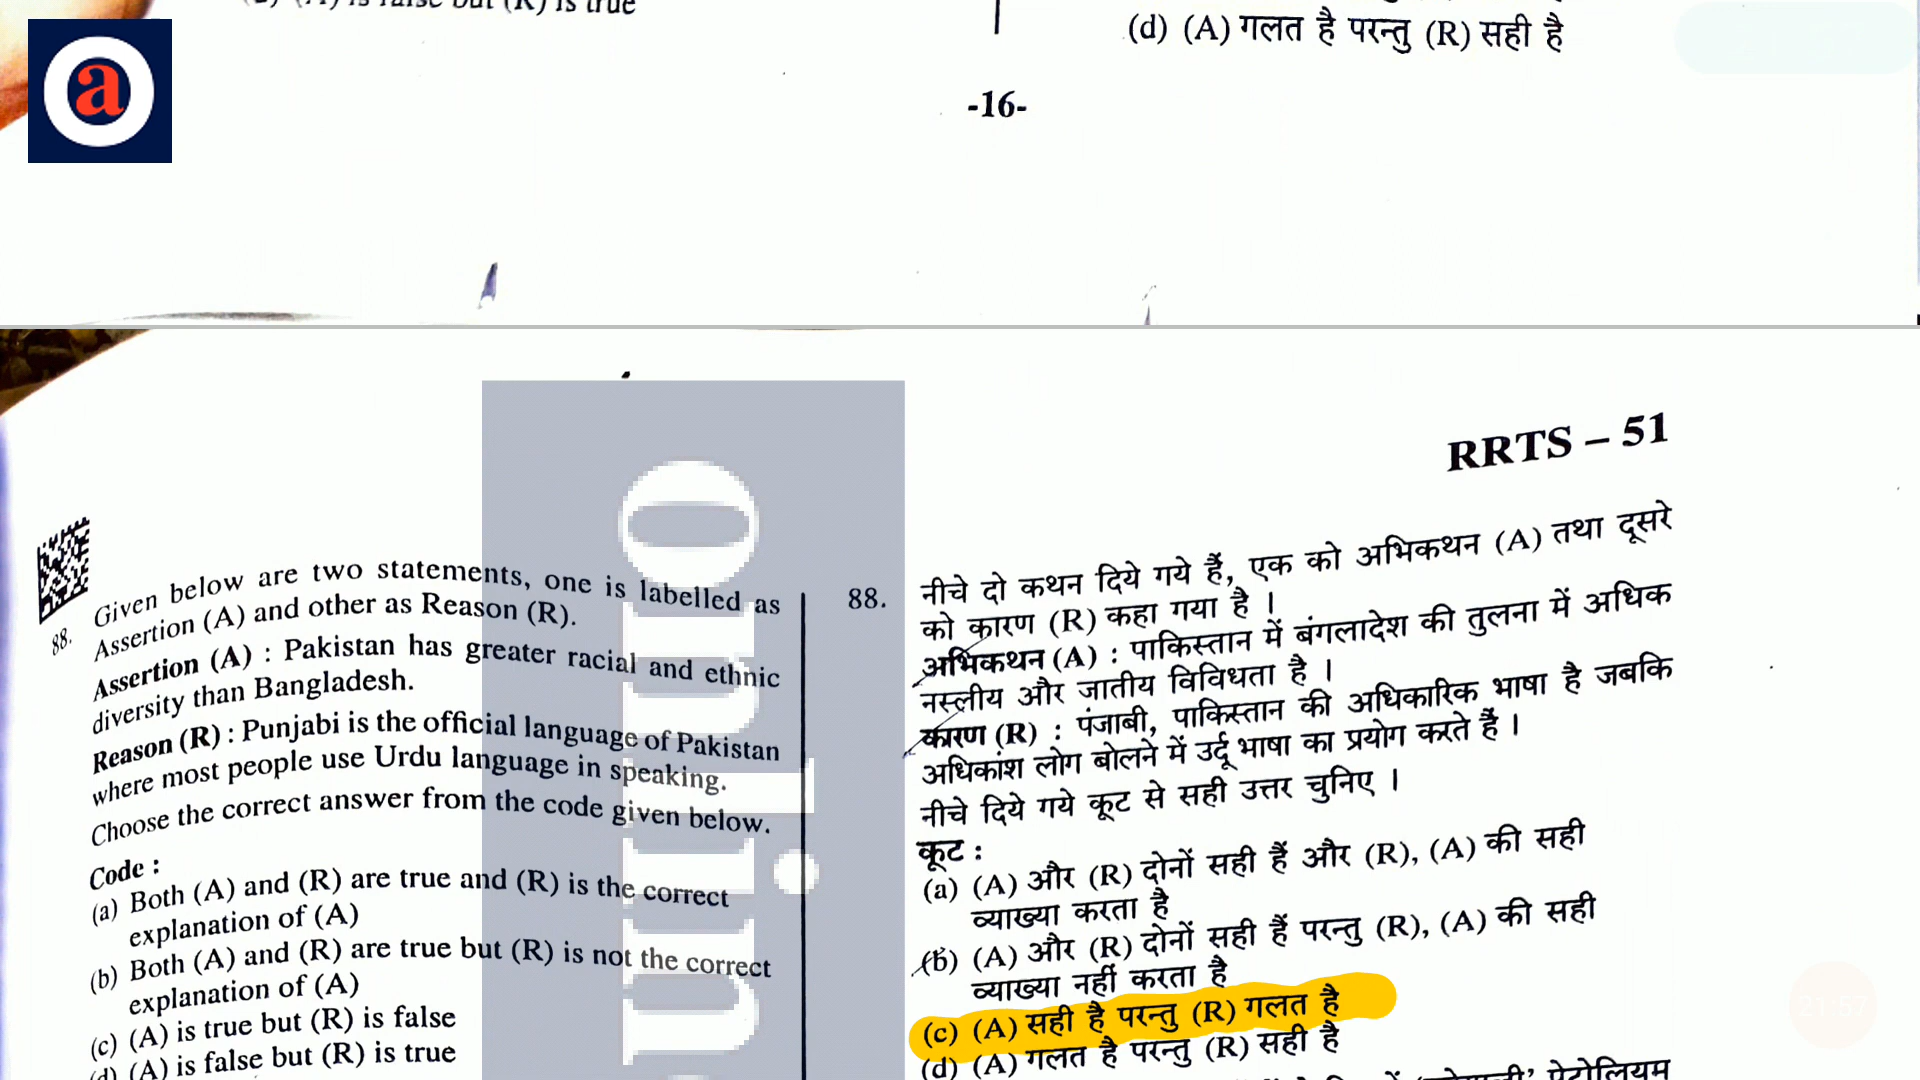 a
is true
(d) (A) गलत है परन्तु (R) सही है
-16-
RRTS – 51
88. Given below are two statements, one is labelled as
Assertion (A) and other as Reason (R).
Assertion (A) : Pakistan has greater racial and ethnic
diversity than Bangladesh.
Reason (R) : Punjabi is the official language of Pakistan
where most people use Urdu language in speaking.
Choose the correct answer from the code given below.
Code :
(a) Both (A) and (R) are true and (R) is the correct
explanation of (A)
(b) Both (A) and (R) are true but (R) is not the correct
explanation of (A)
(c) (A) is true but (R) is false
(d) (A) is false but (R) is true
88. नीचे दो कथन दिये गये हैं, एक को अभिकथन (A) तथा दूसरे
को कारण (R) कहा गया है ।
अभिकथन (A) : पाकिस्तान में बंगलादेश की तुलना में अधिक
नस्लीय और जातीय विविधता है ।
कारण (R) : पंजाबी, पाकिस्तान की अधिकारिक भाषा है जबकि
अधिकांश लोग बोलने में उर्दू भाषा का प्रयोग करते हैं ।
नीचे दिये गये कूट से सही उत्तर चुनिए ।
कूट :
(a) (A) और (R) दोनों सही हैं और (R), (A) की सही
व्याख्या करता है
(b) (A) और (R) दोनों सही हैं परन्तु (R), (A) की सही
व्याख्या नहीं करता है
(c) (A) सही है परन्तु (R) गलत है
(d) (A) गलत है परन्तु (R) सही है
पेट्रोलियम